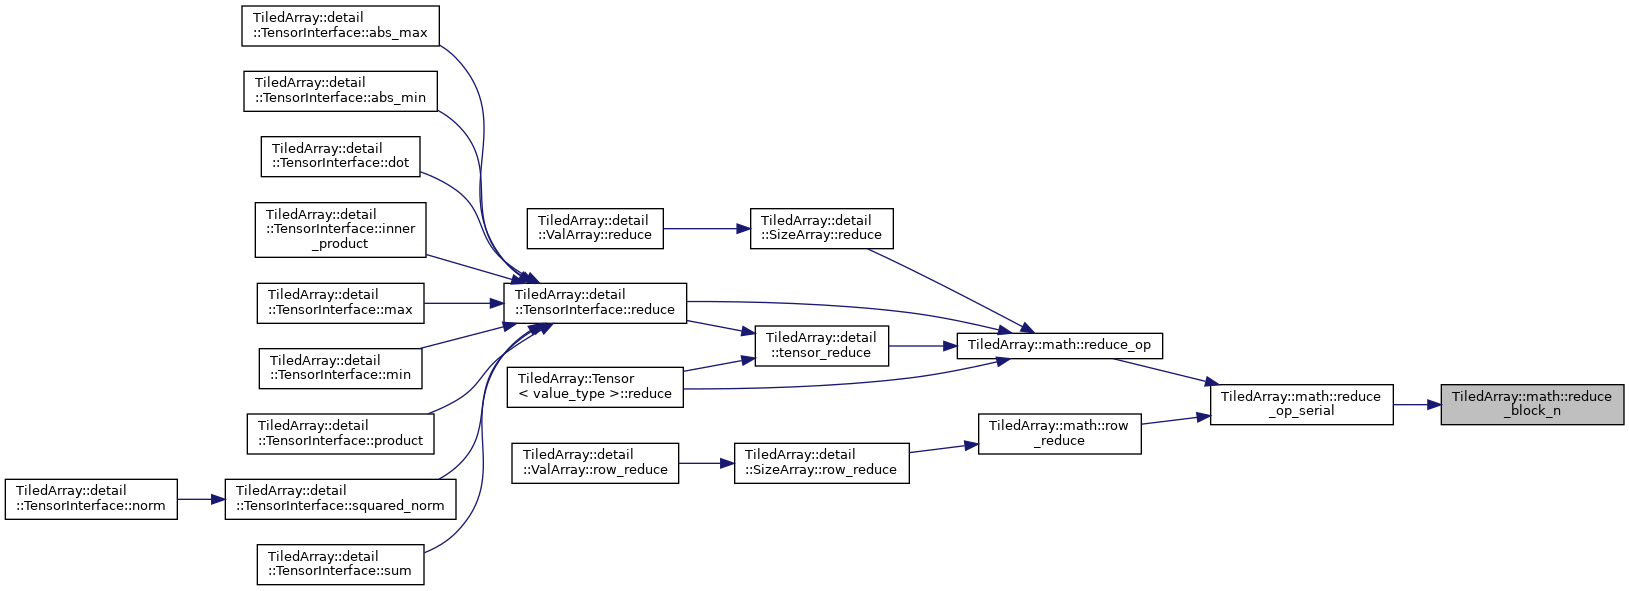 TiledArray::detail
::TensorInterface::abs_max
TiledArray::detail
::TensorInterface::abs_min
TiledArray::detail
::TensorInterface::dot
TiledArray::detail
::TensorInterface::inner
_product
TiledArray::detail
::TensorInterface::max
TiledArray::detail
::TensorInterface::min
TiledArray::detail
::TensorInterface::product
TiledArray::detail
::TensorInterface::norm
TiledArray::detail
::TensorInterface::squared_norm
TiledArray::detail
::TensorInterface::sum
TiledArray::detail
::ValArray::reduce
TiledArray::detail
::TensorInterface::reduce
TiledArray::Tensor
< value_type >::reduce
TiledArray::detail
::ValArray::row_reduce
TiledArray::detail
::SizeArray::reduce
TiledArray::detail
::tensor_reduce
TiledArray::detail
::SizeArray::row_reduce
TiledArray::math::reduce_op
TiledArray::math::row
_reduce
TiledArray::math::reduce
_op_serial
TiledArray::math::reduce
_block_n